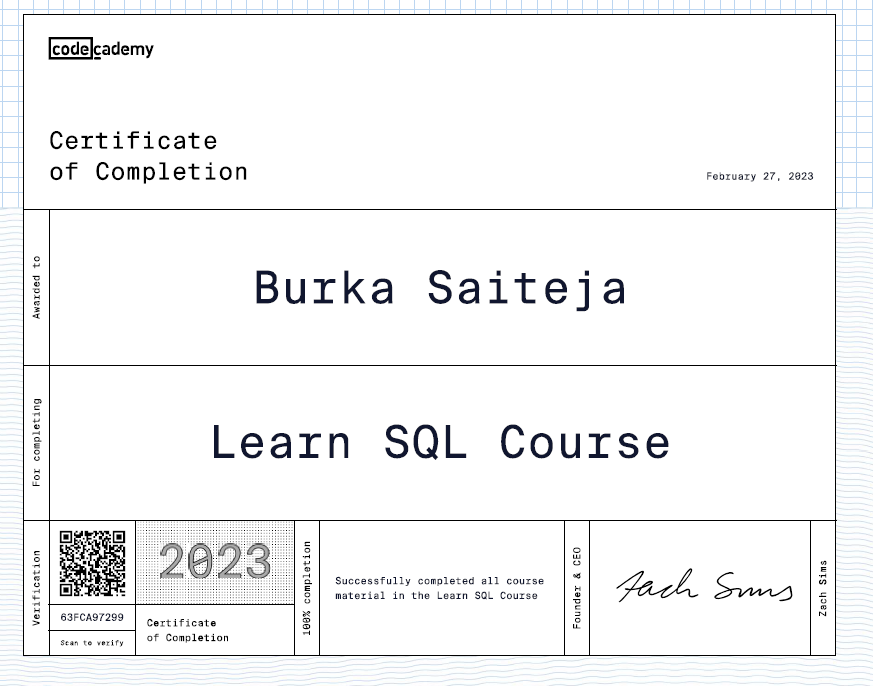 codecademy
Certificate
of Completion
February 27, 2023
Awarded to
Burka Saiteja
For completing
Learn SQL Course
Verification
63FCA97299
Scan to verify
2023
Certificate
of Completion
100% completion
Successfully completed all course
material in the Learn SQL Course
Founder & CEO
Zach Sims
Zach Sims